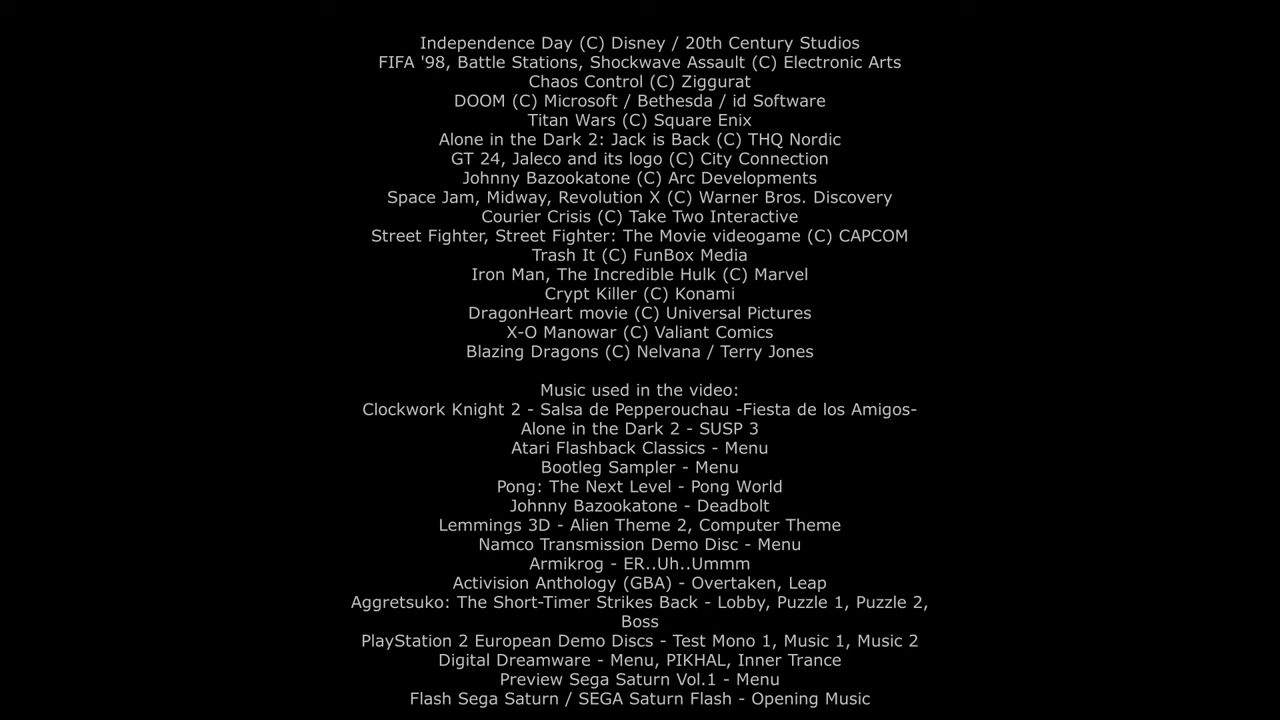 Independence Day (C) Disney / 20th Century Studios
FIFA '98, Battle Stations, Shockwave Assault (C) Electronic Arts
Chaos Control (C) Ziggurat
DOOM (C) Microsoft / Bethesda / id Software
Titan Wars (C) Square Enix
Alone in the Dark 2: Jack is Back (C) THQ Nordic
GT 24, Jaleco and its logo (C) City Connection
Johnny Bazookatone (C) Arc Developments
Space Jam, Midway, Revolution X (C) Warner Bros. Discovery
Courier Crisis (C) Take Two Interactive
Street Fighter, Street Fighter: The Movie videogame (C) CAPCOM
Trash It (C) FunBox Media
Iron Man, The Incredible Hulk (C) Marvel
Crypt Killer (C) Konami
DragonHeart movie (C) Universal Pictures
X-O Manowar (C) Valiant Comics
Blazing Dragons (C) Nelvana / Terry Jones
Music used in the video:
Clockwork Knight 2 - Salsa de Pepperouchau -Fiesta de los Amigos-
Alone in the Dark 2 - SUSP 3
Atari Flashback Classics - Menu
Bootleg Sampler - Menu
Pong: The Next Level - Pong World
Johnny Bazookatone - Deadbolt
Lemmings 3D - Alien Theme 2, Computer Theme
Namco Transmission Demo Disc - Menu
Armikrog - ER..Uh..Ummm
Activision Anthology (GBA) - Overtaken, Leap
Aggretsuko: The Short-Timer Strikes Back - Lobby, Puzzle 1, Puzzle 2,
Boss
PlayStation 2 European Demo Discs - Test Mono 1, Music 1, Music 2
Digital Dreamware - Menu, PIKHAL, Inner Trance
Preview Sega Saturn Vol.1 - Menu
Flash Sega Saturn / SEGA Saturn Flash - Opening Music